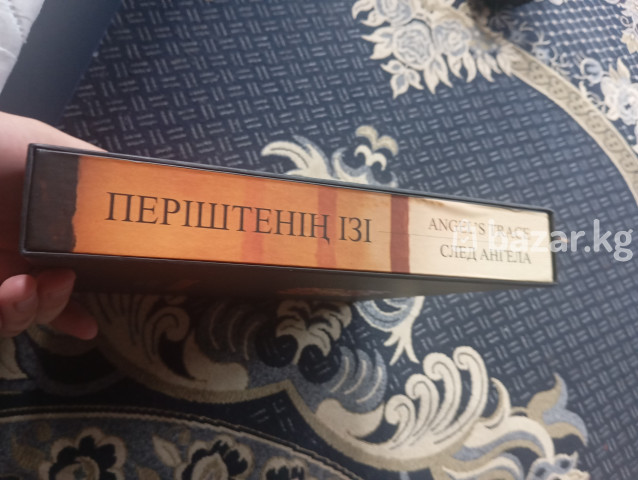 ПЕРІШТЕНІҢ ІЗІ
ANGEL'S TRACE
СЛЕД АНГЕЛА
bazar.kg